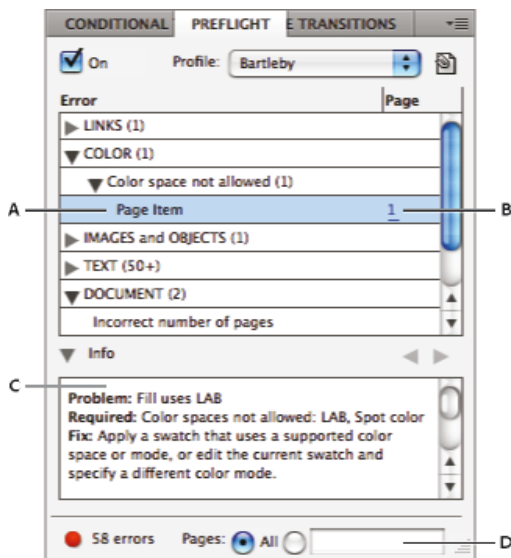 CONDITIONAL PREFLIGHT E TRANSITIONS
On Profile: Bartleby
Error Page
LINKS (1)
COLOR (1)
Color space not allowed (1)
A Page Item 1 B
IMAGES and OBJECTS (1)
TEXT (50+)
DOCUMENT (2)
Incorrect number of pages
Info
C
Problem: Fill uses LAB
Required: Color spaces not allowed: LAB, Spot color
Fix: Apply a swatch that uses a supported color
space or mode, or edit the current swatch and
specify a different color mode.
58 errors Pages: All D